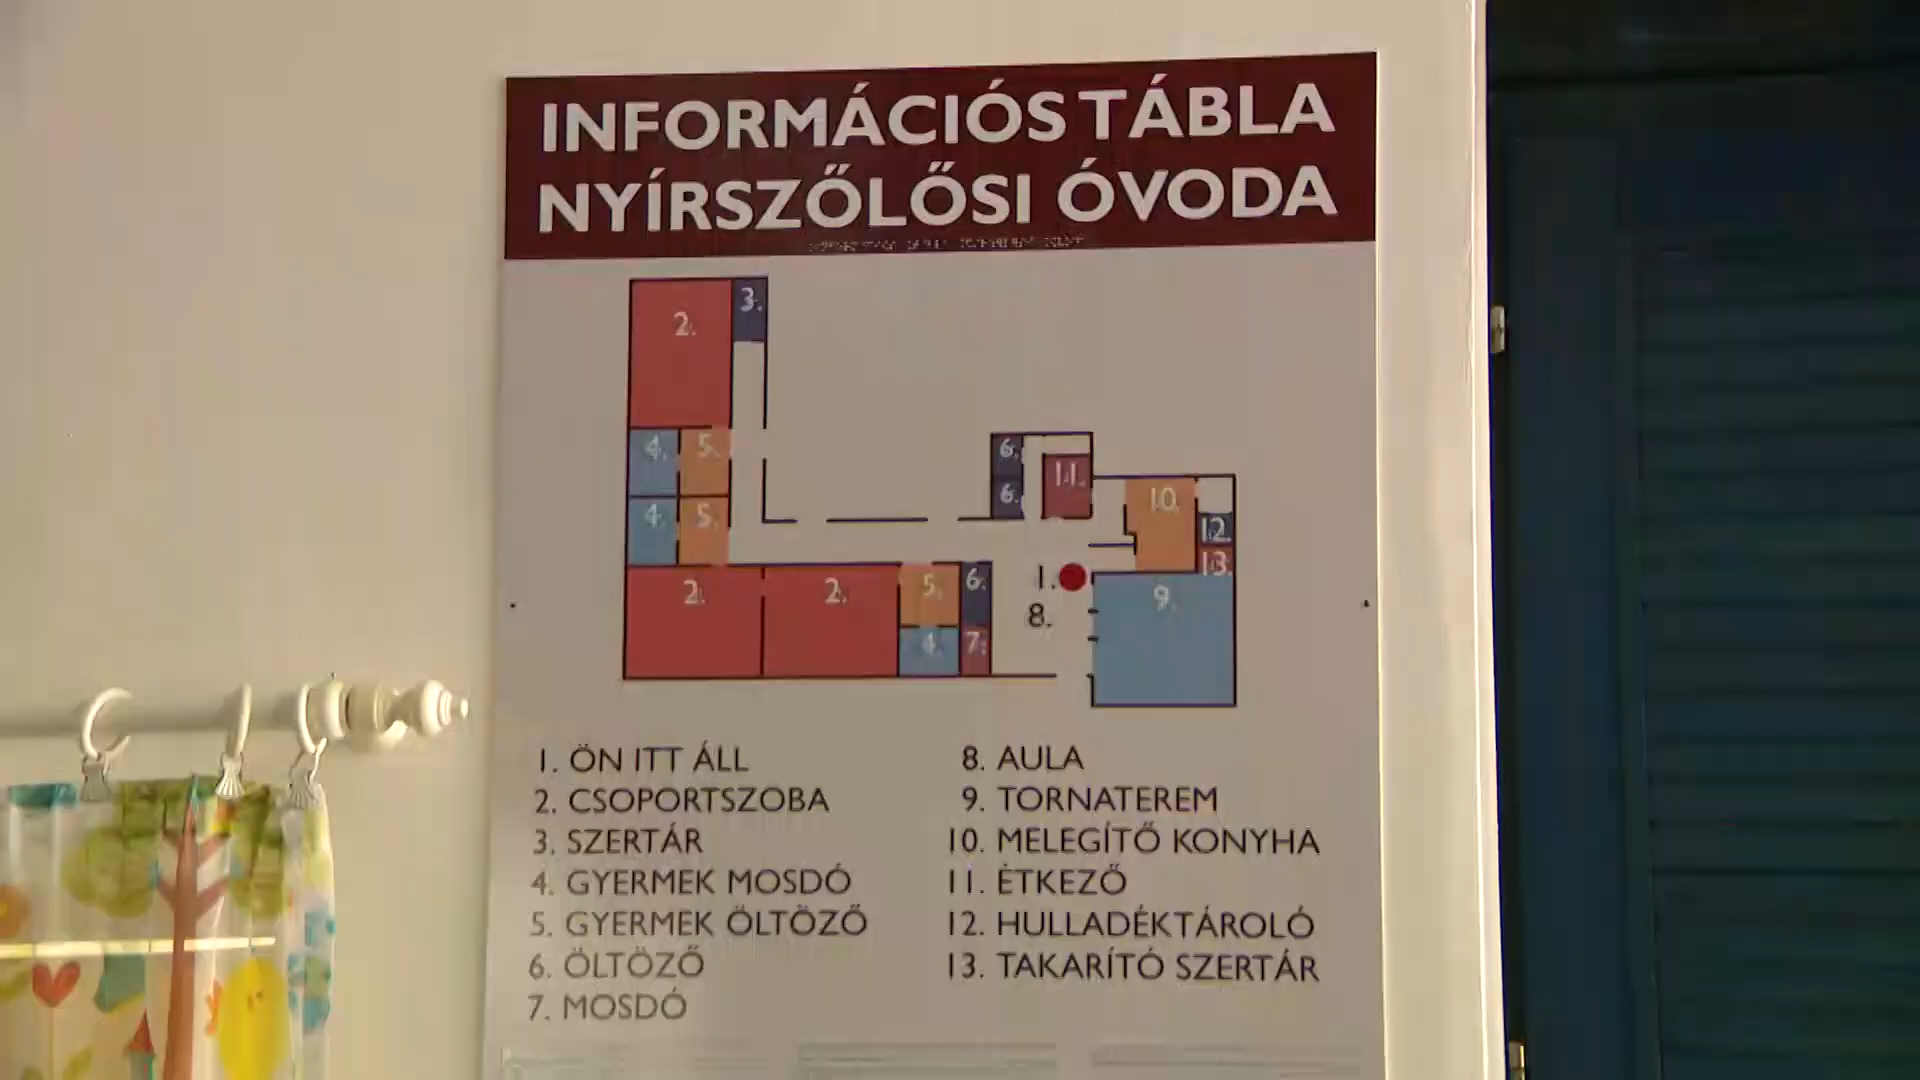 INFORMÁCIÓS TÁBLA
NYÍRSZŐLŐSI ÓVODA
2. 3.
4. 5.
4. 5.
2. 2. 5. 4. 6. 7.
6. 6. 11.
10. 12. 13.
1. 8. 9.
1. ÖN ITT ÁLL
2. CSOPORTSZOBA
3. SZERTÁR
4. GYERMEK MOSDÓ
5. GYERMEK ÖLTÖZŐ
6. ÖLTÖZŐ
7. MOSDÓ
8. AULA
9. TORNATEREM
10. MELEGÍTŐ KONYHA
11. ÉTKEZŐ
12. HULLADÉKTÁROLÓ
13. TAKARÍTÓ SZERTÁR